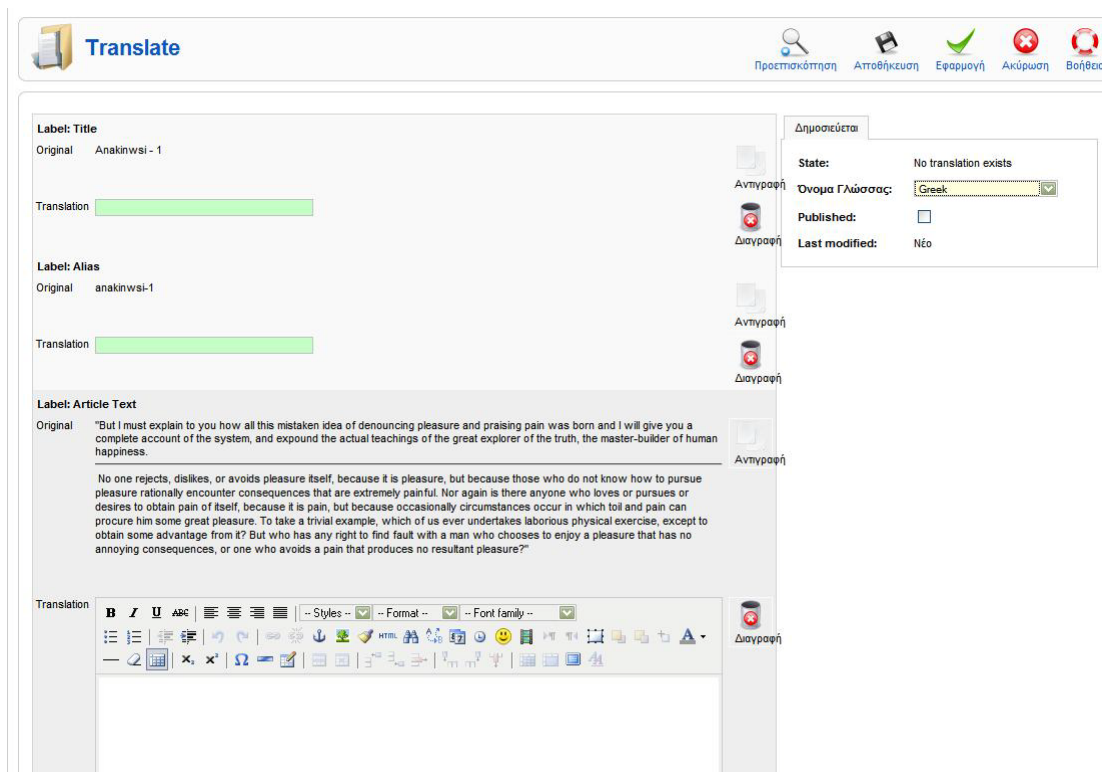 Translate
Προεπισκόπηση Αποθήκευση Εφαρμογή Ακύρωση
Label: Title
Original Anakinwsi - 1
Αντιγραφή
Translation
Διαγραφή
Label: Alias
Original anakinwsi-1
Αντιγραφή
Translation
Διαγραφή
Label: Article Text
Original "But I must explain to you how all this mistaken idea of denouncing pleasure and praising pain was born and I will give you a
complete account of the system, and expound the actual teachings of the great explorer of the truth, the master-builder of human
happiness.
Αντιγραφή
No one rejects, dislikes, or avoids pleasure itself, because it is pleasure, but because those who do not know how to pursue
pleasure rationally encounter consequences that are extremely painful. Nor again is there anyone who loves or pursues or
desires to obtain pain of itself, because it is pain, but because occasionally circumstances occur in which toil and pain can
procure him some great pleasure. To take a trivial example, which of us ever undertakes laborious physical exercise, except to
obtain some advantage from it? But who has any right to find fault with a man who chooses to enjoy a pleasure that has no
annoying consequences, or one who avoids a pain that produces no resultant pleasure?"
Translation
B I U ABC -- Styles -- -- Format -- -- Font family --
HTML
Διαγραφή
Δημοσιεύεται
State: No translation exists
Όνομα Γλώσσας: Greek
Published:
Last modified: Νέο